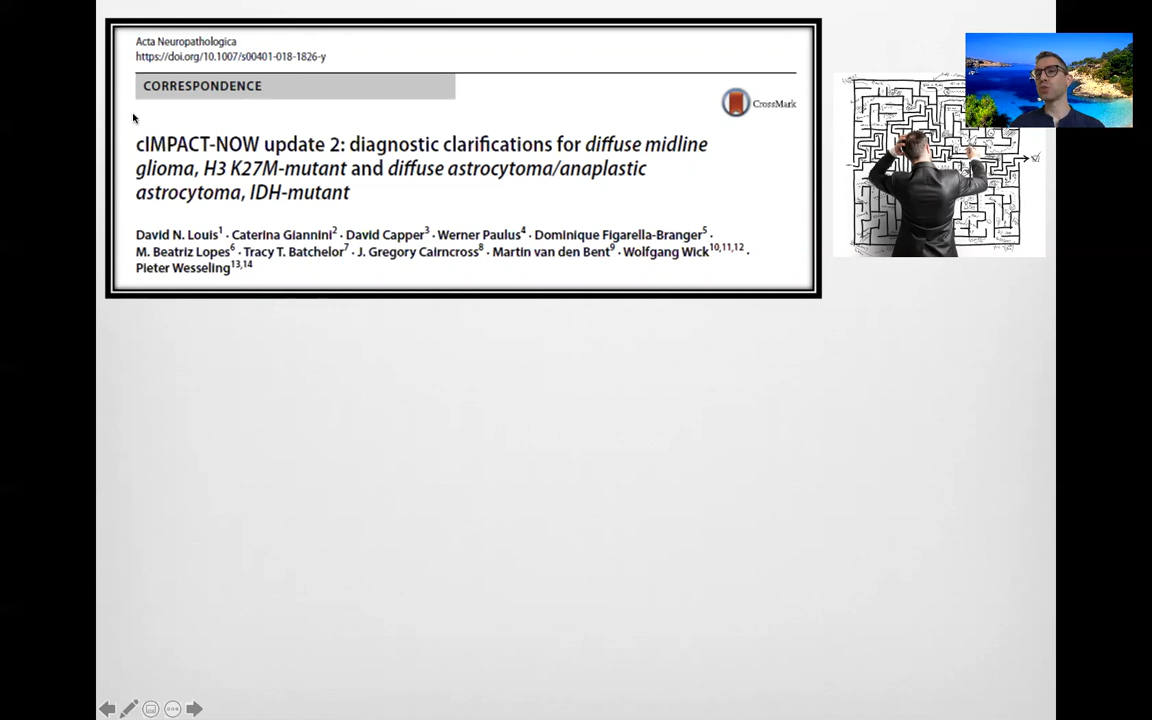 Acta Neuropathologica
https://doi.org/10.1007/s00401-018-1826-y
CORRESPONDENCE
CrossMark
cIMPACT-NOW update 2: diagnostic clarifications for diffuse midline
glioma, H3 K27M-mutant and diffuse astrocytoma/anaplastic
astrocytoma, IDH-mutant
David N. Louis1 · Caterina Giannini2 · David Capper3 · Werner Paulus4 · Dominique Figarella-Branger5 ·
M. Beatriz Lopes6 · Tracy T. Batchelor7 · J. Gregory Cairncross8 · Martin van den Bent9 · Wolfgang Wick10,11,12 ·
Pieter Wesseling13,14